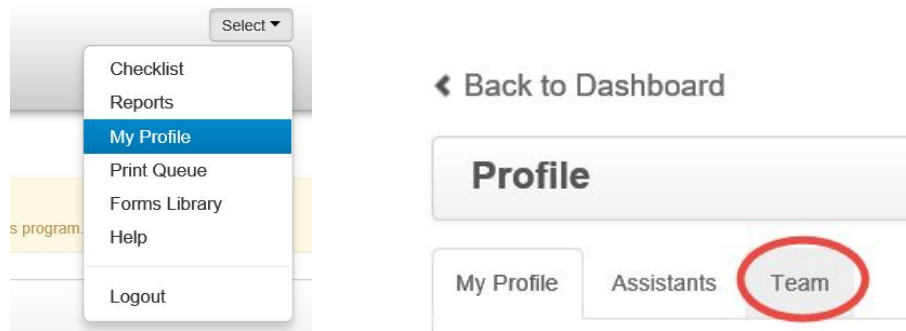 Select
Checklist
Reports
My Profile
Print Queue
Forms Library
Help
Logout
s program.
Back to Dashboard
Profile
My Profile Assistants Team